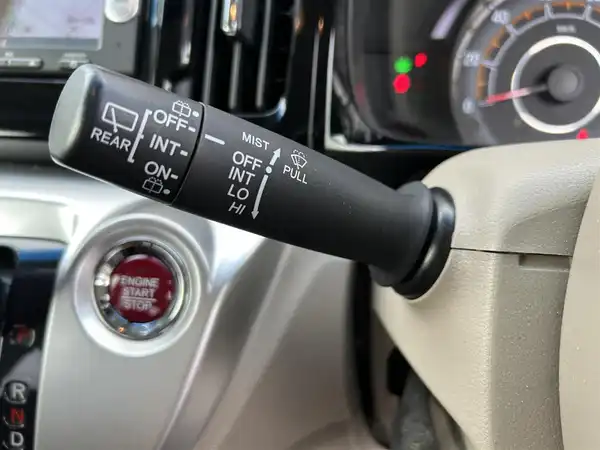 REAR
OFF-
INT-
ON-
MIST
OFF
INT
LO
HI
PULL
ENGINE
START
STOP
R
N
D